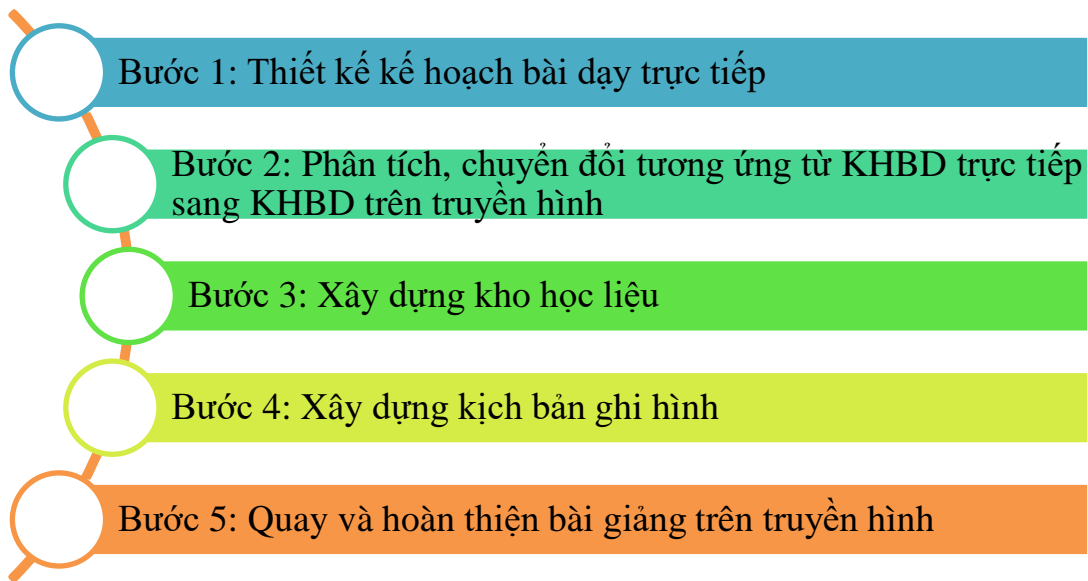 Bước 1: Thiết kế kế hoạch bài dạy trực tiếp
Bước 2: Phân tích, chuyển đổi tương ứng từ KHBD trực tiếp
sang KHBD trên truyền hình
Bước 3: Xây dựng kho học liệu
Bước 4: Xây dựng kịch bản ghi hình
Bước 5: Quay và hoàn thiện bài giảng trên truyền hình